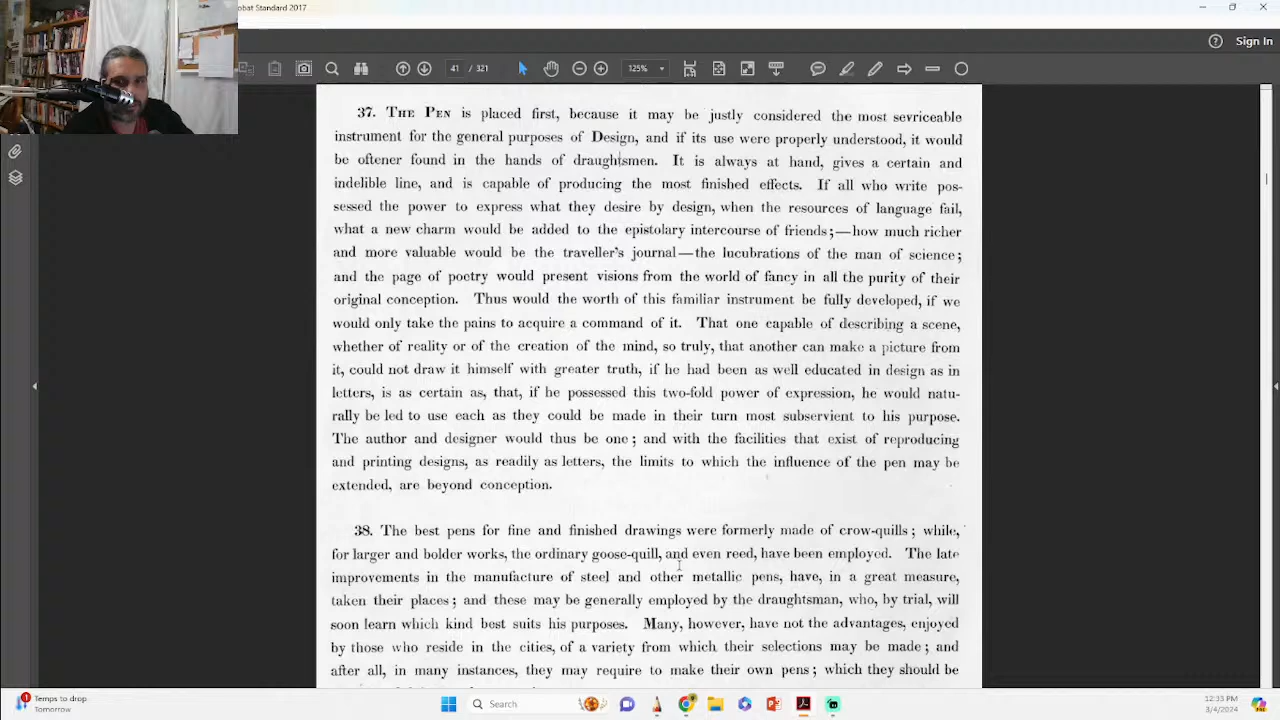 obat Standard 2017
Sign In
41 / 321
125%
37. THE PEN is placed first, because it may be justly considered the most sevriceable
instrument for the general purposes of Design, and if its use were properly understood, it would
be oftener found in the hands of draughtsmen. It is always at hand, gives a certain and
indelible line, and is capable of producing the most finished effects. If all who write pos-
sessed the power to express what they desire by design, when the resources of language fail,
what a new charm would be added to the epistolary intercourse of friends;—how much richer
and more valuable would be the traveller's journal—the lucubrations of the man of science;
and the page of poetry would present visions from the world of fancy in all the purity of their
original conception. Thus would the worth of this familiar instrument be fully developed, if we
would only take the pains to acquire a command of it. That one capable of describing a scene,
whether of reality or of the creation of the mind, so truly, that another can make a picture from
it, could not draw it himself with greater truth, if he had been as well educated in design as in
letters, is as certain as, that, if he possessed this two-fold power of expression, he would natu-
rally be led to use each as they could be made in their turn most subservient to his purpose.
The author and designer would thus be one; and with the facilities that exist of reproducing
and printing designs, as readily as letters, the limits to which the influence of the pen may be
extended, are beyond conception.
38. The best pens for fine and finished drawings were formerly made of crow-quills; while,
for larger and bolder works, the ordinary goose-quill, and even reed, have been employed. The late
improvements in the manufacture of steel and other metallic pens, have, in a great measure,
taken their places; and these may be generally employed by the draughtsman, who, by trial, will
soon learn which kind best suits his purposes. Many, however, have not the advantages, enjoyed
by those who reside in the cities, of a variety from which their selections may be made; and
after all, in many instances, they may require to make their own pens; which they should be
1
Temps to drop
Tomorrow
Search
12:33 PM
3/4/2024